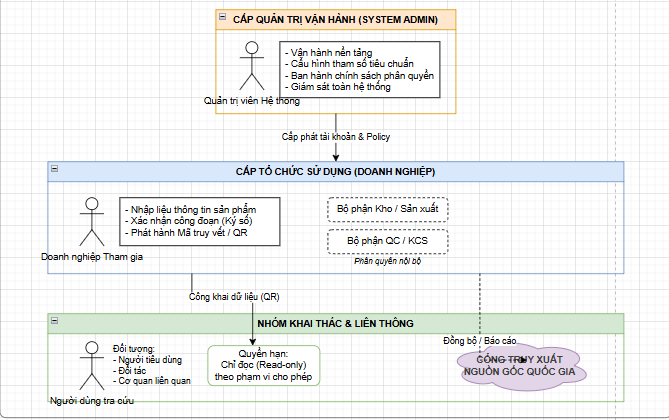 CẤP QUẢN TRỊ VẬN HÀNH (SYSTEM ADMIN)
- Vận hành nền tảng
- Cấu hình tham số tiêu chuẩn
- Ban hành chính sách phân quyền
- Giám sát toàn hệ thống
Quản trị viên Hệ thống
Cấp phát tài khoản & Policy
CẤP TỔ CHỨC SỬ DỤNG (DOANH NGHIỆP)
- Nhập liệu thông tin sản phẩm
- Xác nhận công đoạn (Ký số)
- Phát hành Mã truy vết / QR
Doanh nghiệp Tham gia
Bộ phận Kho / Sản xuất
Bộ phận QC / KCS
Phân quyền nội bộ
Công khai dữ liệu (QR)
NHÓM KHAI THÁC & LIÊN THÔNG
Đối tượng:
- Người tiêu dùng
- Đối tác
- Cơ quan liên quan
Người dùng tra cứu
Quyền hạn:
Chỉ đọc (Read-only)
theo phạm vi cho phép
Đồng bộ / Báo cáo
CỔNG TRUY XUẤT
NGUỒN GỐC QUỐC GIA